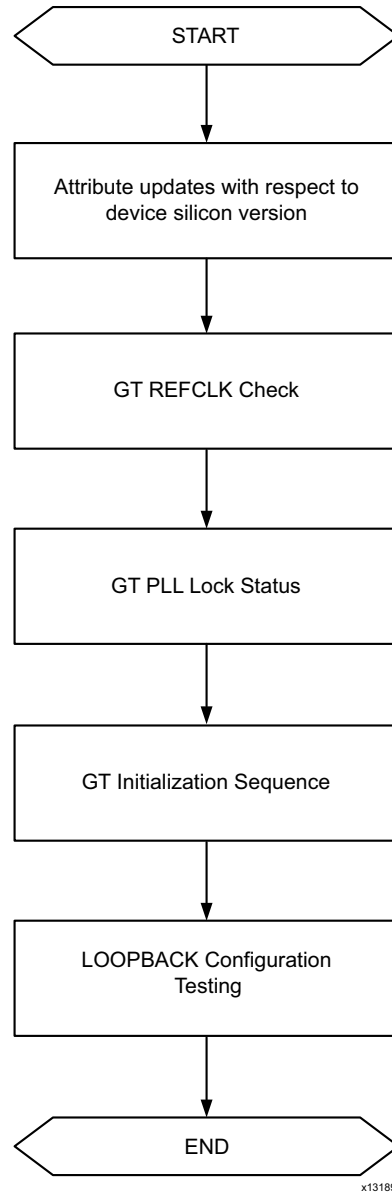 START
Attribute updates with respect to
device silicon version
GT REFCLK Check
GT PLL Lock Status
GT Initialization Sequence
LOOPBACK Configuration
Testing
END
x13189